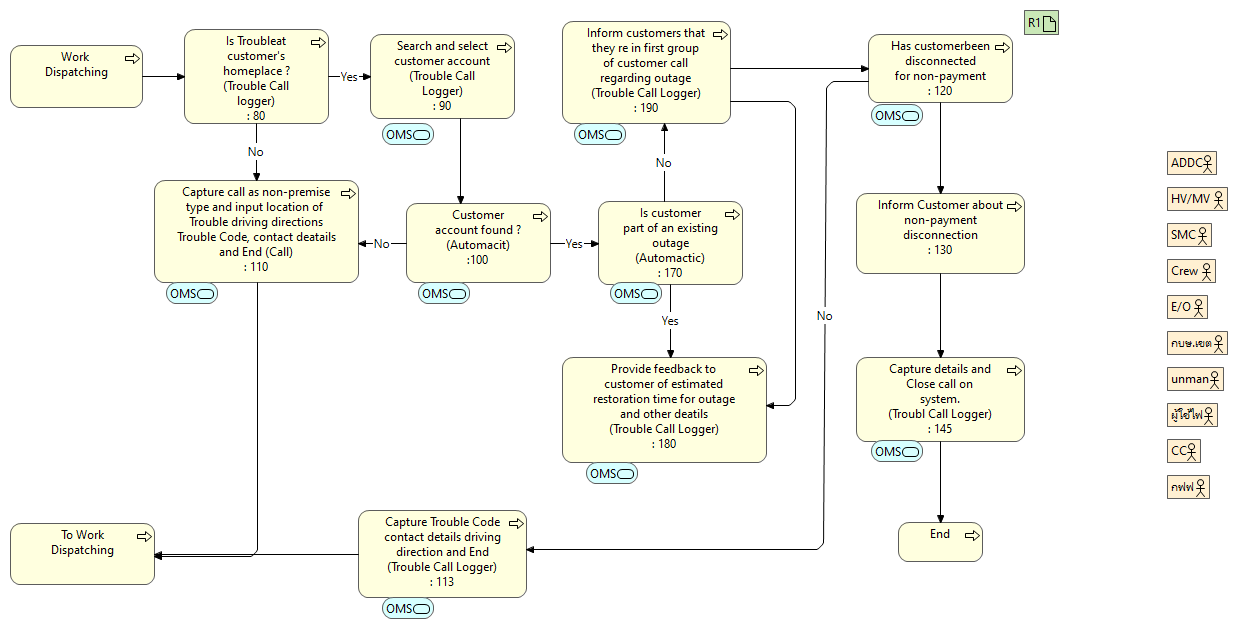 R1
Work
Dispatching
Is Troubleat
customer's
homeplace ?
(Trouble Call
logger)
: 80
Yes
Search and select
customer account
(Trouble Call
Logger)
: 90
OMS
Inform customers that
they re in first group
of customer call
regarding outage
(Trouble Call Logger)
: 190
OMS
Has customerbeen
disconnected
for non-payment
: 120
OMS
No
No
Capture call as non-premise
type and input location of
Trouble driving directions
Trouble Code, contact deatails
and End (Call)
: 110
OMS
No
Customer
account found ?
(Automacit)
:100
OMS
Yes
Is customer
part of an existing
outage
(Automactic)
: 170
OMS
Yes
Inform Customer about
non-payment
disconnection
: 130
No
Provide feedback to
customer of estimated
restoration time for outage
and other deatils
(Trouble Call Logger)
: 180
OMS
Capture details and
Close call on
system.
(Troubl Call Logger)
: 145
OMS
To Work
Dispatching
Capture Trouble Code
contact details driving
direction and End
(Trouble Call Logger)
: 113
OMS
End
ADDC
HV/MV
SMC
Crew
E/O
กบษ.เขต
unman
ผู้ใช้ไฟ
CC
กฟฟ